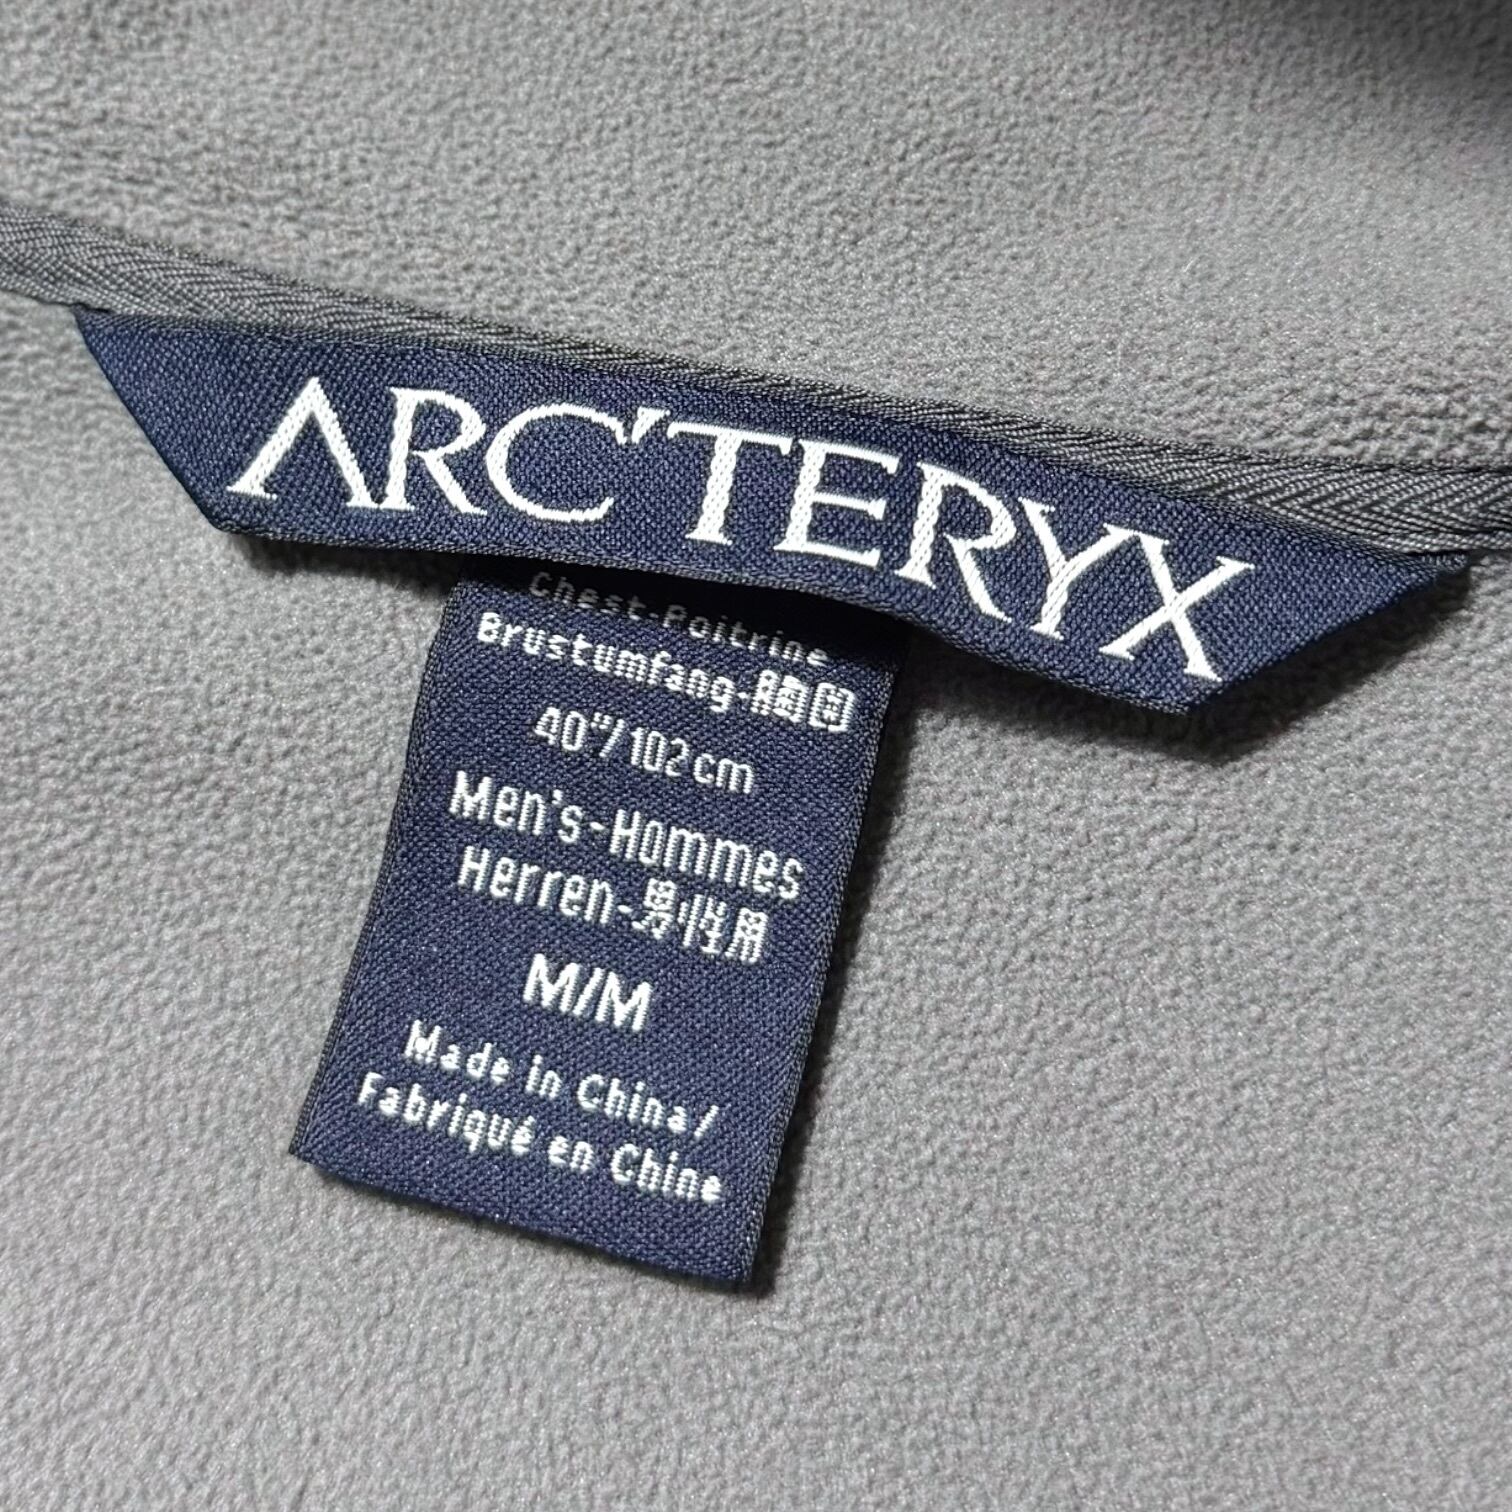 ARC'TERYX
Chest-Poitrine
Brustumfang-胸囲
40"/102cm
Men's-Hommes
Herren-男性用
M/M
Made in China/
Fabriqué en Chine